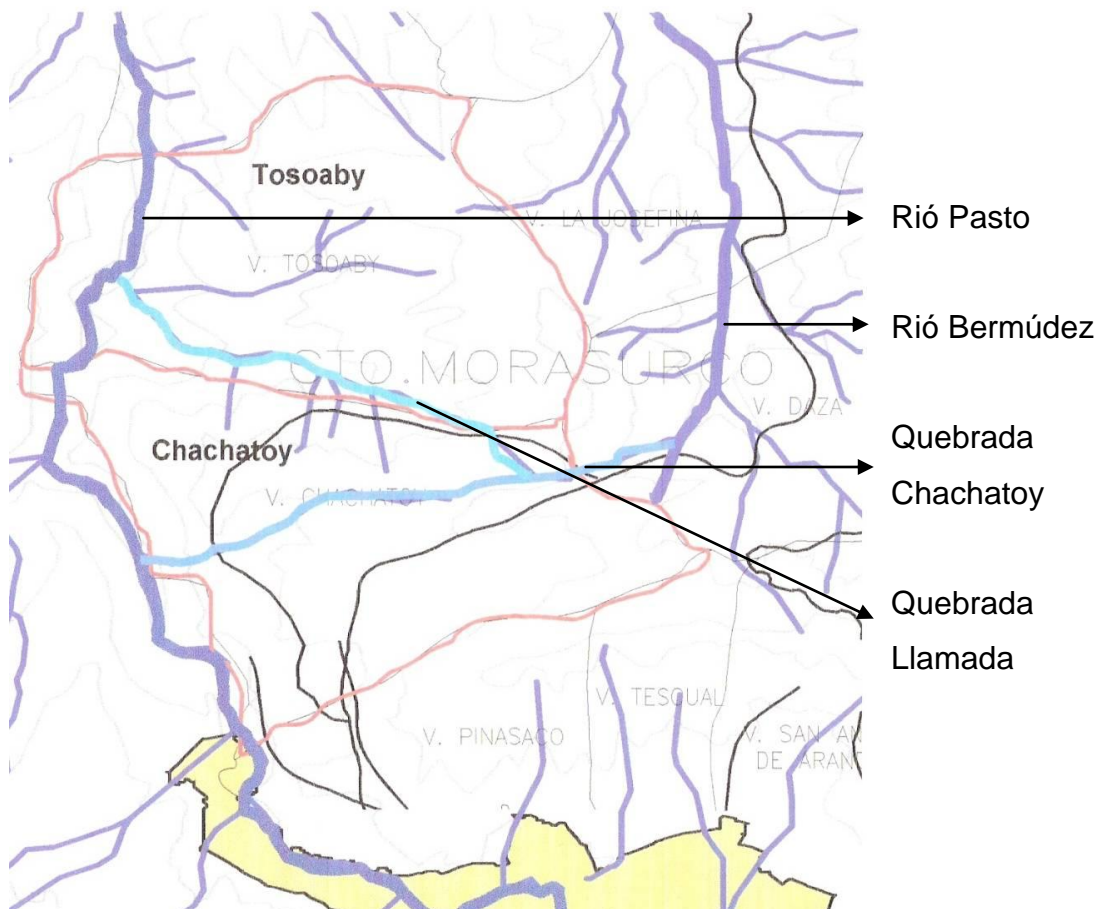 Tosoaby
Rió Pasto
V. LA JOSEFINA
V. TOSOABY
Rió Bermúdez
CTO. MORASURCO
V. DAZA
Quebrada
Chachatoy
Chachatoy
V. CHACHATOY
Quebrada
Llamada
V. TESCUAL
V. PINASACO
V. SAN AN
DE ARAN